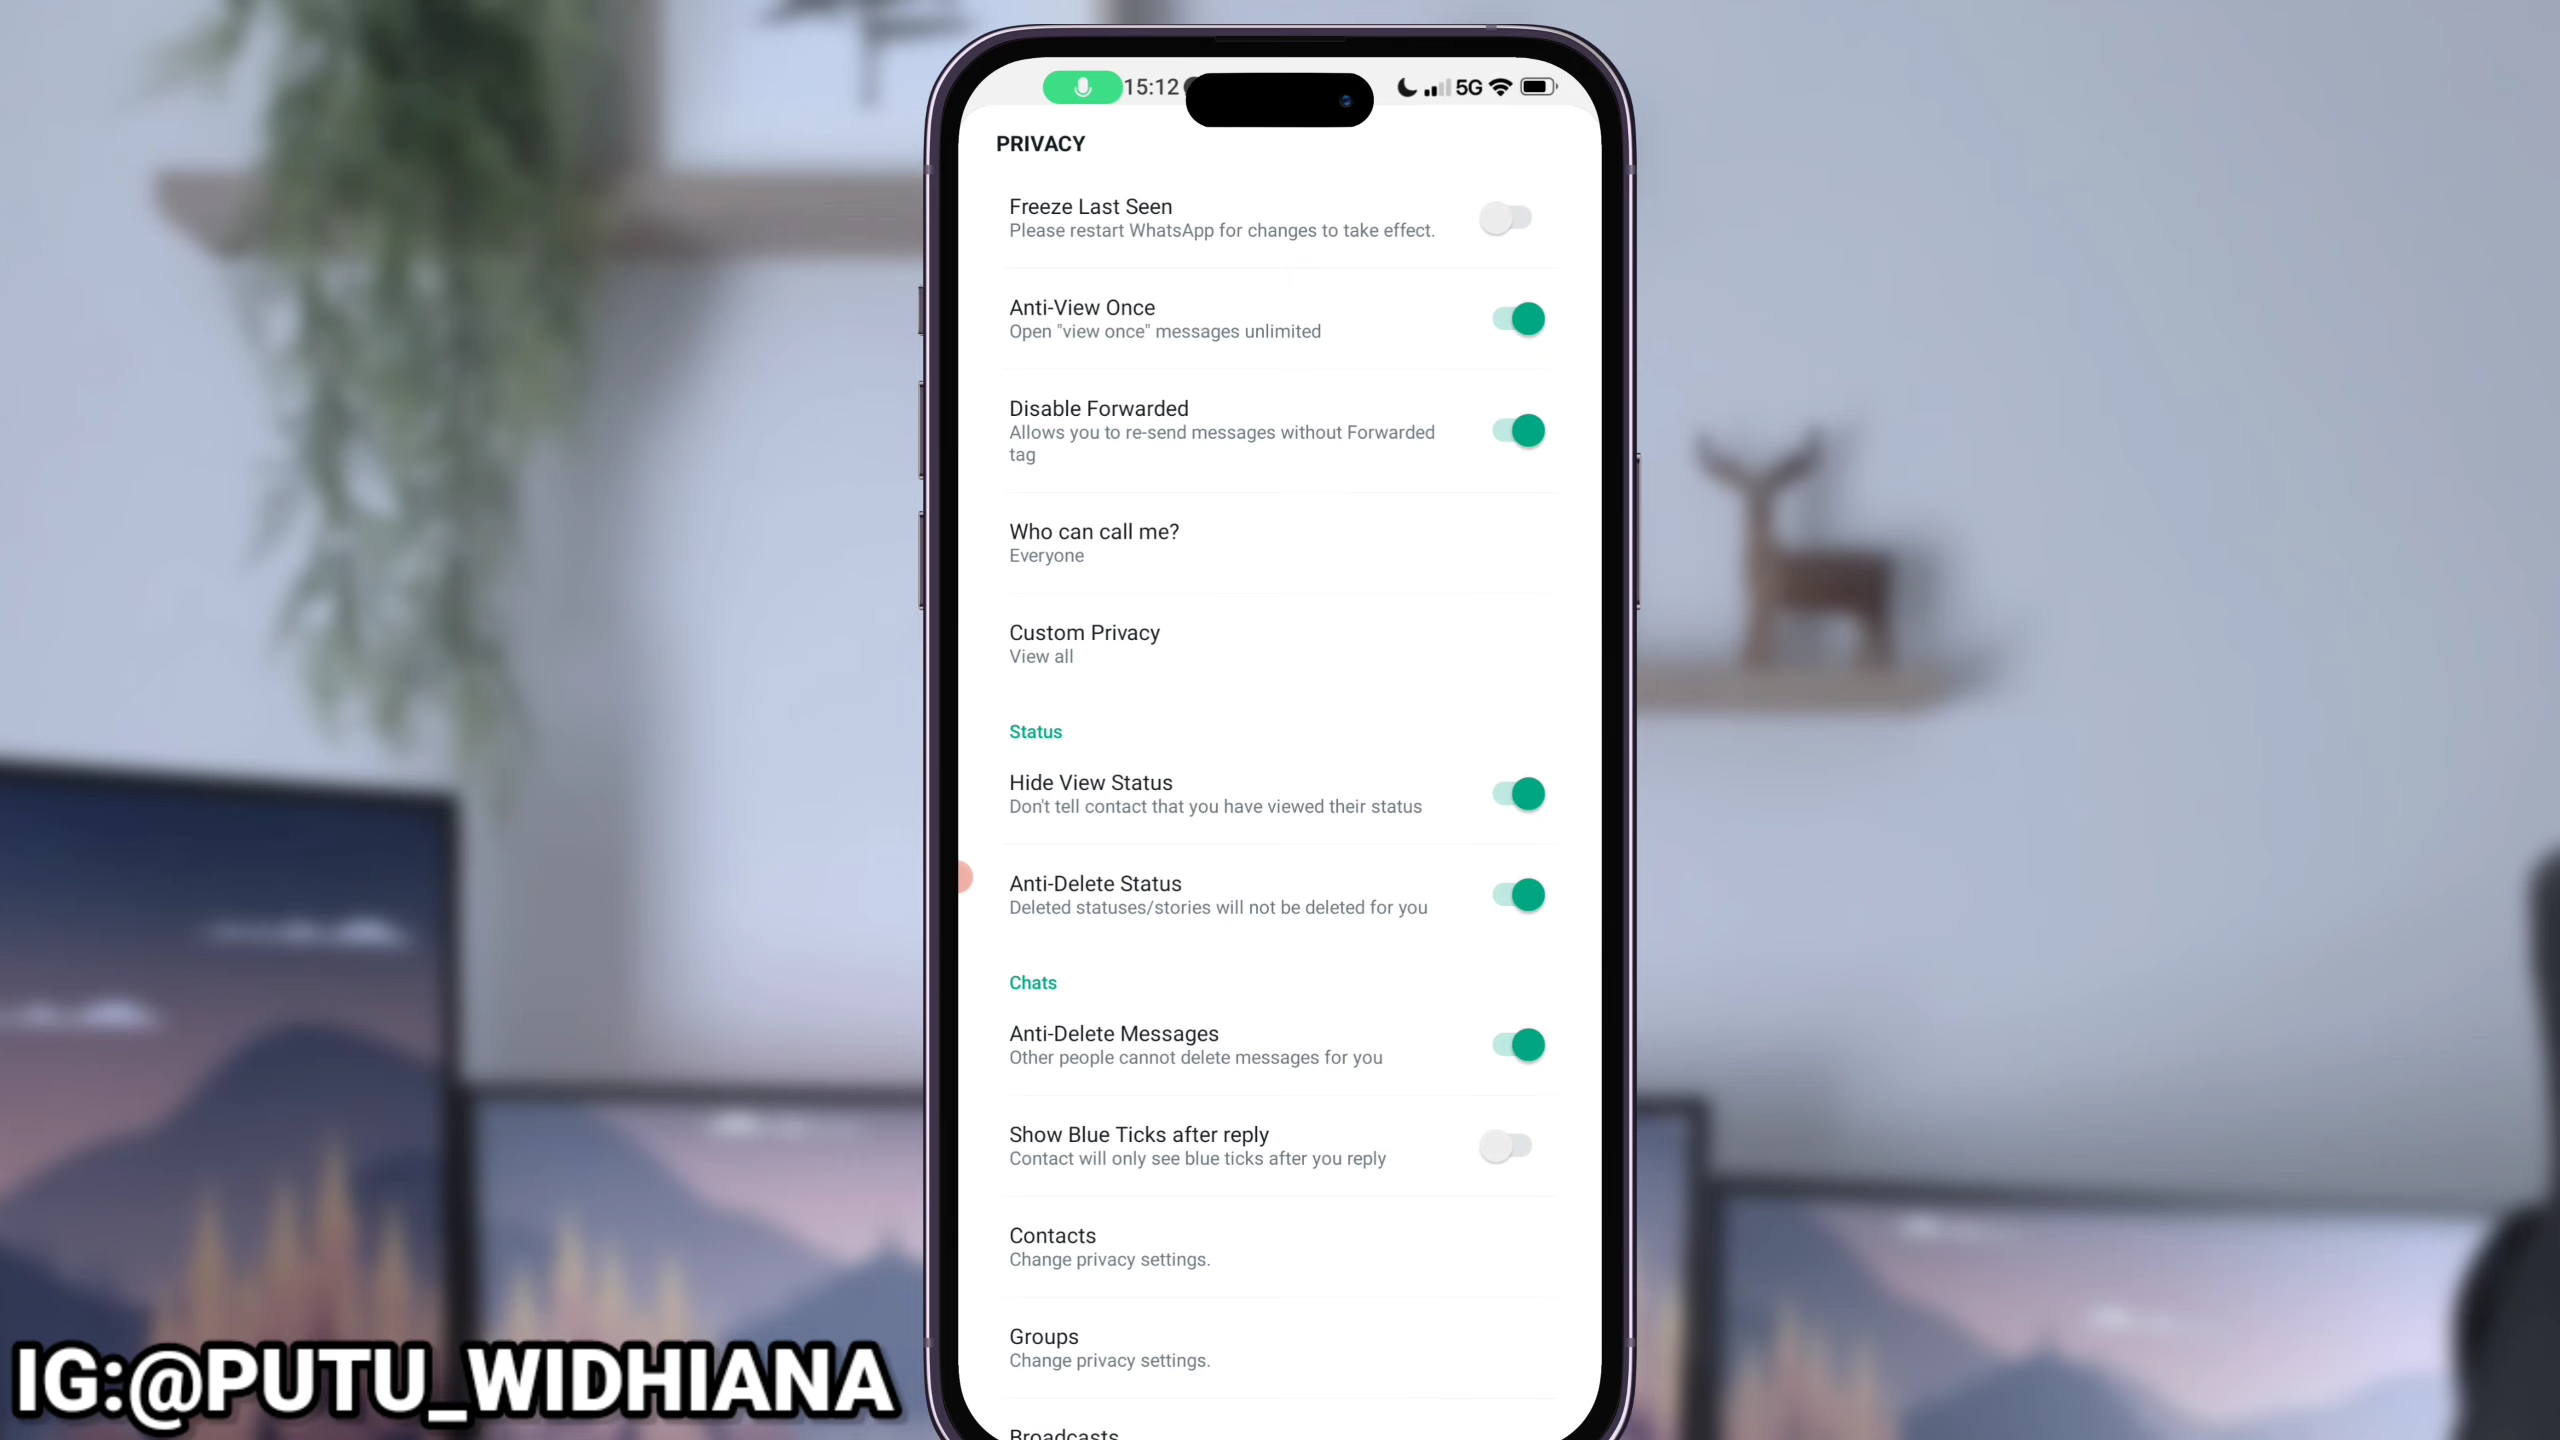 15:12
5G
PRIVACY
Freeze Last Seen
Please restart WhatsApp for changes to take effect.
Anti-View Once
Open "view once" messages unlimited
Disable Forwarded
Allows you to re-send messages without Forwarded
tag
Who can call me?
Everyone
Custom Privacy
View all
Status
Hide View Status
Don't tell contact that you have viewed their status
Anti-Delete Status
Deleted statuses/stories will not be deleted for you
Chats
Anti-Delete Messages
Other people cannot delete messages for you
Show Blue Ticks after reply
Contact will only see blue ticks after you reply
Contacts
Change privacy settings.
Groups
Change privacy settings.
Broadcasts
IG:@PUTU_WIDHIANA